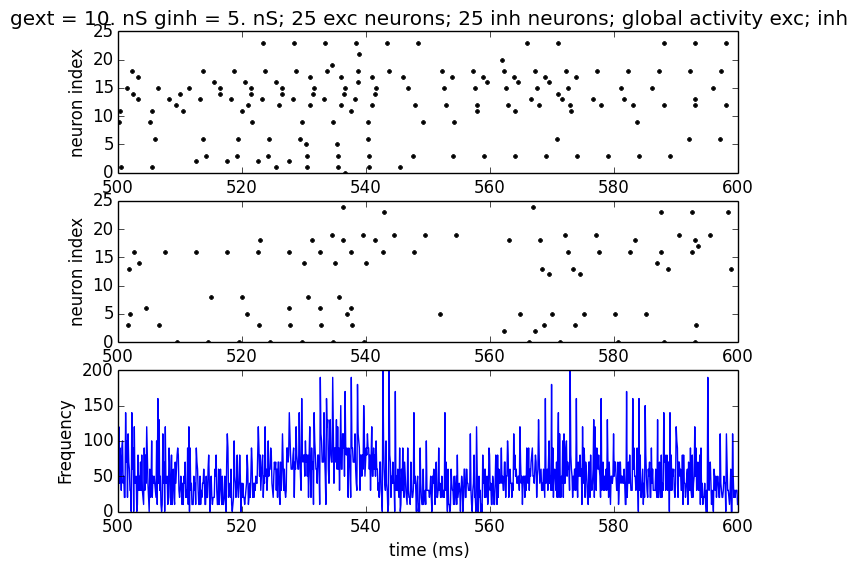 gext = 10. nS ginh = 5. nS; 25 exc neurons; 25 inh neurons; global activity exc; inh
25
20
15
10
5
0
neuron index
500 520 540 560 580 600
25
20
15
10
5
0
neuron index
500 520 540 560 580 600
200
150
100
50
0
Frequency
500 520 540 560 580 600
time (ms)